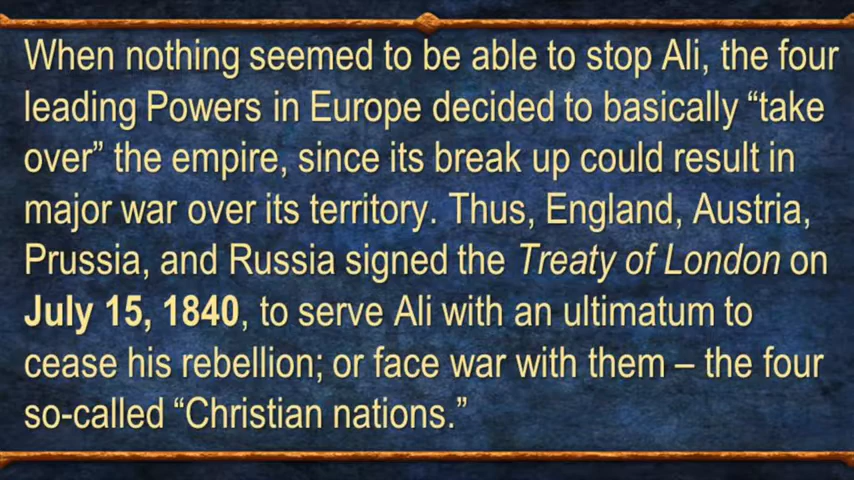 When nothing seemed to be able to stop Ali, the four
leading Powers in Europe decided to basically “take
over” the empire, since its break up could result in
major war over its territory. Thus, England, Austria,
Prussia, and Russia signed the Treaty of London on
July 15, 1840, to serve Ali with an ultimatum to
cease his rebellion; or face war with them – the four
so-called “Christian nations.”